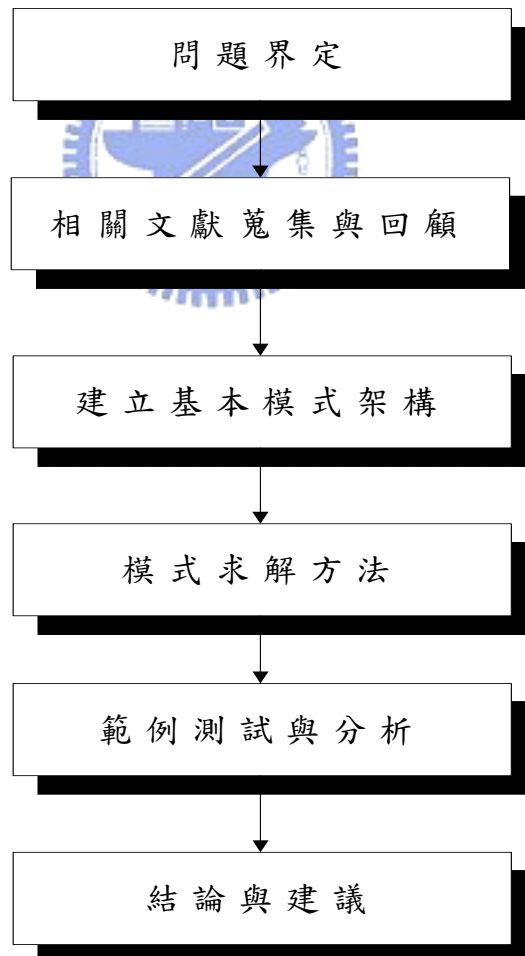 問題界定
相關文獻蒐集與回顧
建立基本模式架構
模式求解方法
範例測試與分析
結論與建議